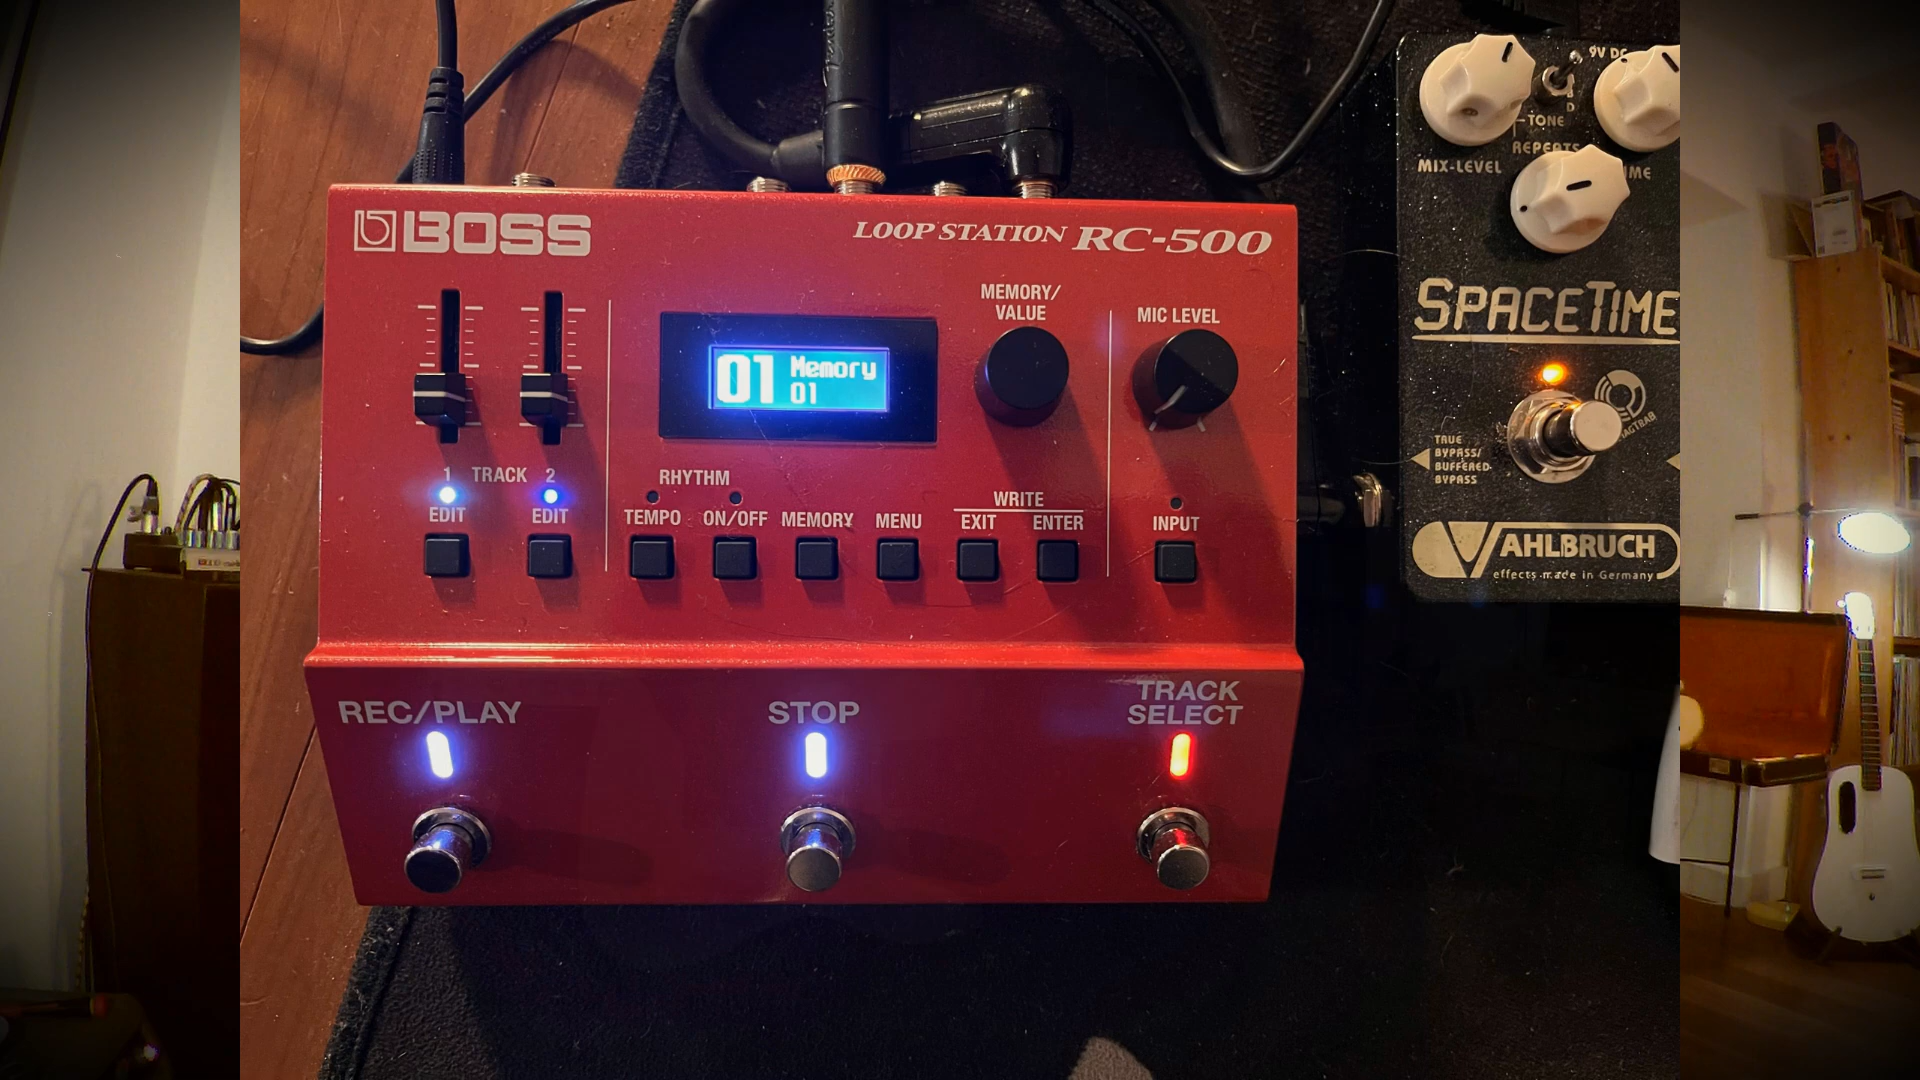 BOSS
LOOP STATION RC-500
MEMORY/
VALUE
MIC LEVEL
01 Memory
01
1 TRACK 2
EDIT EDIT
RHYTHM
TEMPO ON/OFF MEMORY MENU
WRITE
EXIT ENTER
INPUT
REC/PLAY
STOP
TRACK
SELECT
9V DC
TONE
REPEATS
MIX-LEVEL
SPACETIME
TRUE
BYPASS/
BUFFERED
BYPASS
VAHLBRUCH
effects made in Germany